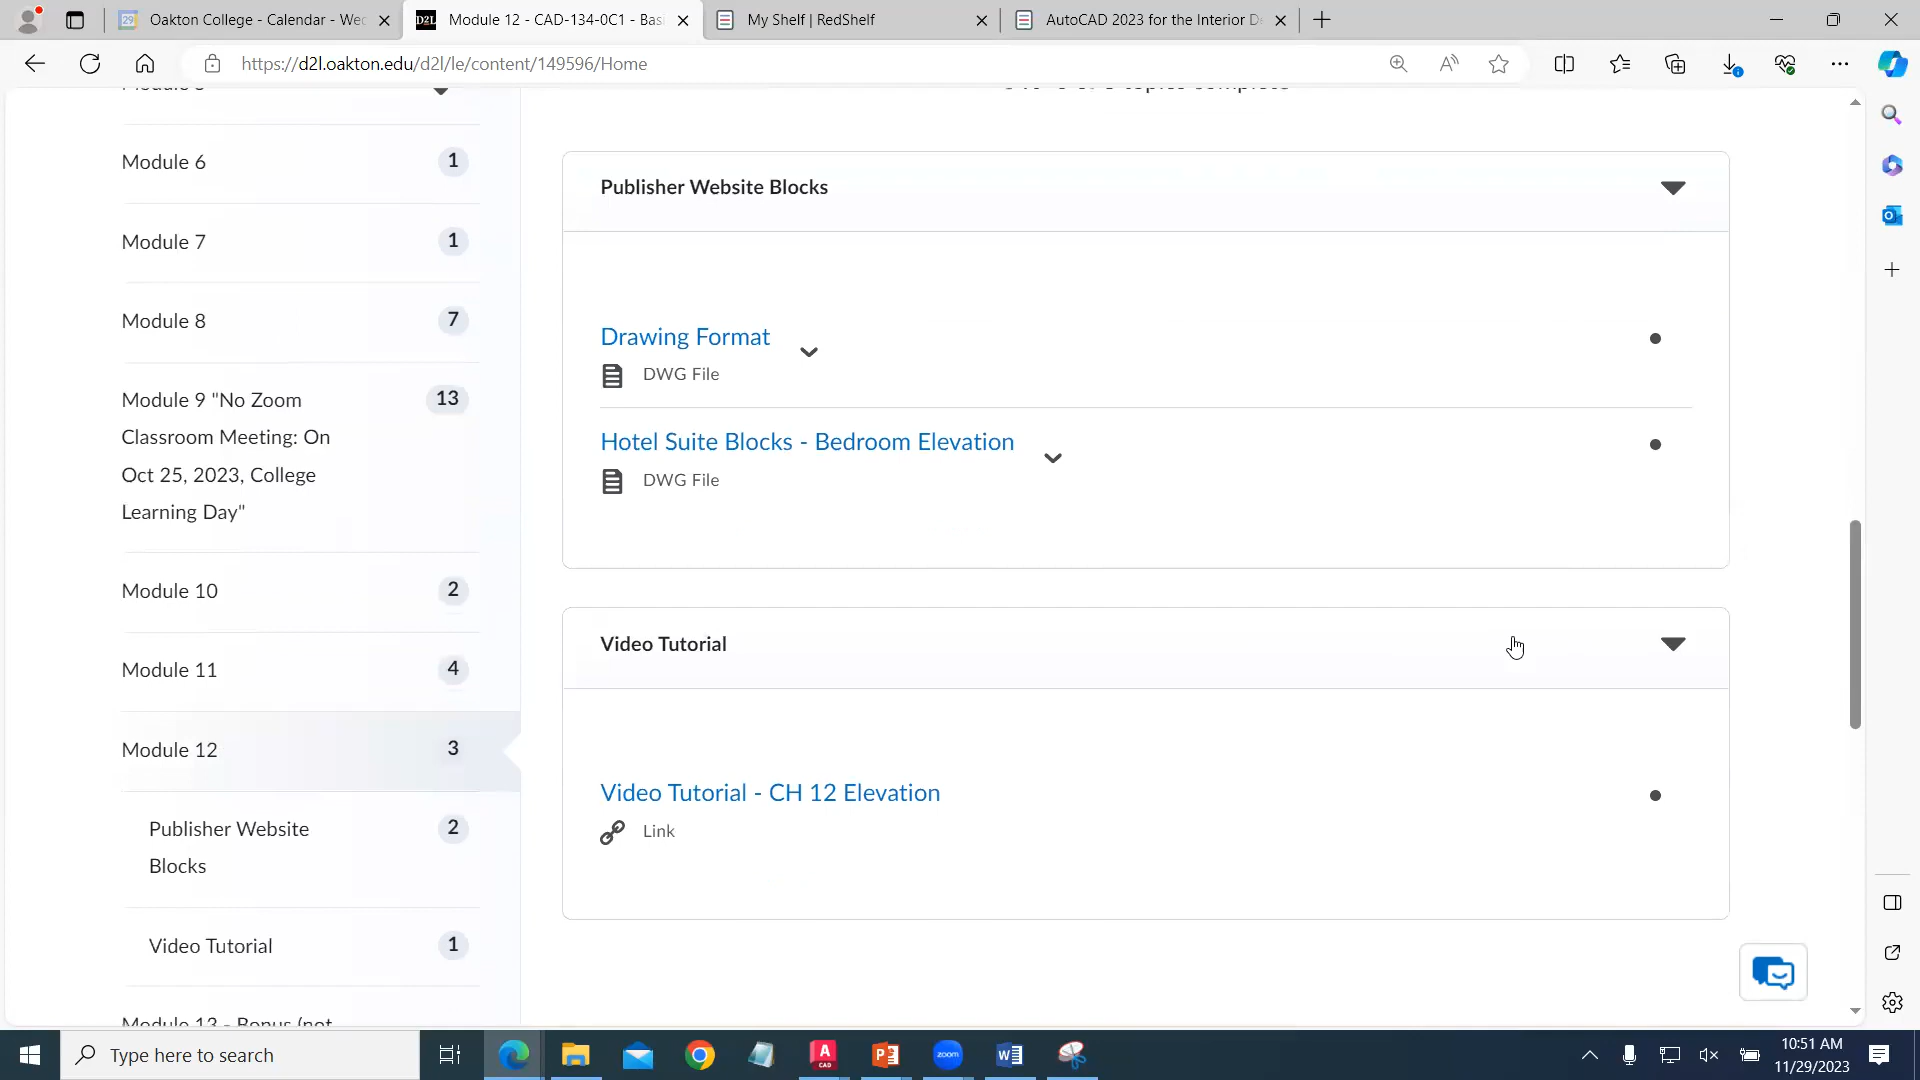 Oakton College - Calendar - Wec
Module 12 - CAD-134-0C1 - Bas
My Shelf | RedShelf
AutoCAD 2023 for the Interior De
https://d2l.oakton.edu/d2l/le/content/149596/Home
Module 6 1
Module 7 1
Module 8 7
Module 9 "No Zoom 13
Classroom Meeting: On
Oct 25, 2023, College
Learning Day"
Module 10 2
Module 11 4
Module 12 3
Publisher Website 2
Blocks
Video Tutorial 1
Module 13 - Bonus (not
Publisher Website Blocks
Drawing Format
DWG File
Hotel Suite Blocks - Bedroom Elevation
DWG File
Video Tutorial
Video Tutorial - CH 12 Elevation
Link
Type here to search
10:51 AM
11/29/2023